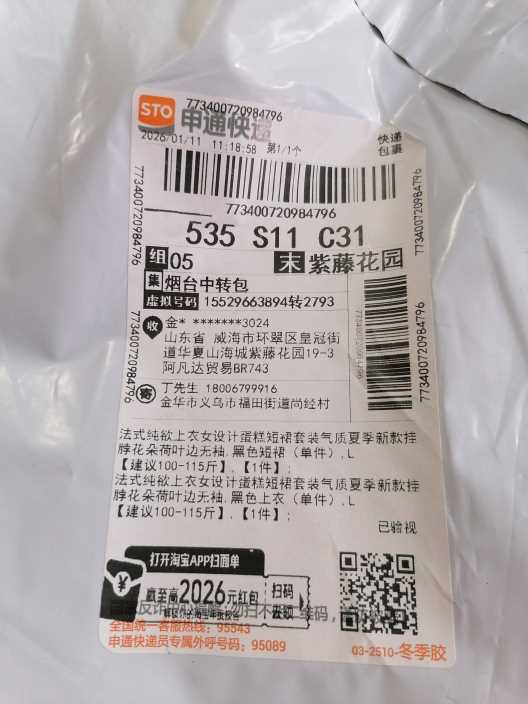 STO
773400720984796
申通快递
2026/01/11 11:18:58 第1/1个
快递
包裹
773400720984796
535 S11 C31
组 05
末 紫藤花园
集 烟台中转包
虚拟号码 15529663894转2793
收 金* *******3024
山东省 威海市环翠区皇冠街
道华夏山海城紫藤花园19-3
阿凡达贸易BR743
寄 丁先生 18006799916
金华市义乌市福田街道尚经村
773400720984796
773400720984796
773400720984796
773400720984796
773400720984796
法式纯欲上衣女设计蛋糕短裙套装气质夏季新款挂
脖花朵荷叶边无袖,黑色短裙（单件）,L
【建议100-115斤】,【1件】;
法式纯欲上衣女设计蛋糕短裙套装气质夏季新款挂
脖花朵荷叶边无袖,黑色上衣（单件）,L
【建议100-115斤】,【1件】;
已验视
打开淘宝APP扫面单
¥
赢至高2026元红包
扫码
去领
全国统一客服热线：95543
申通快递员专属外呼号码：95089
03-2510-冬季胶